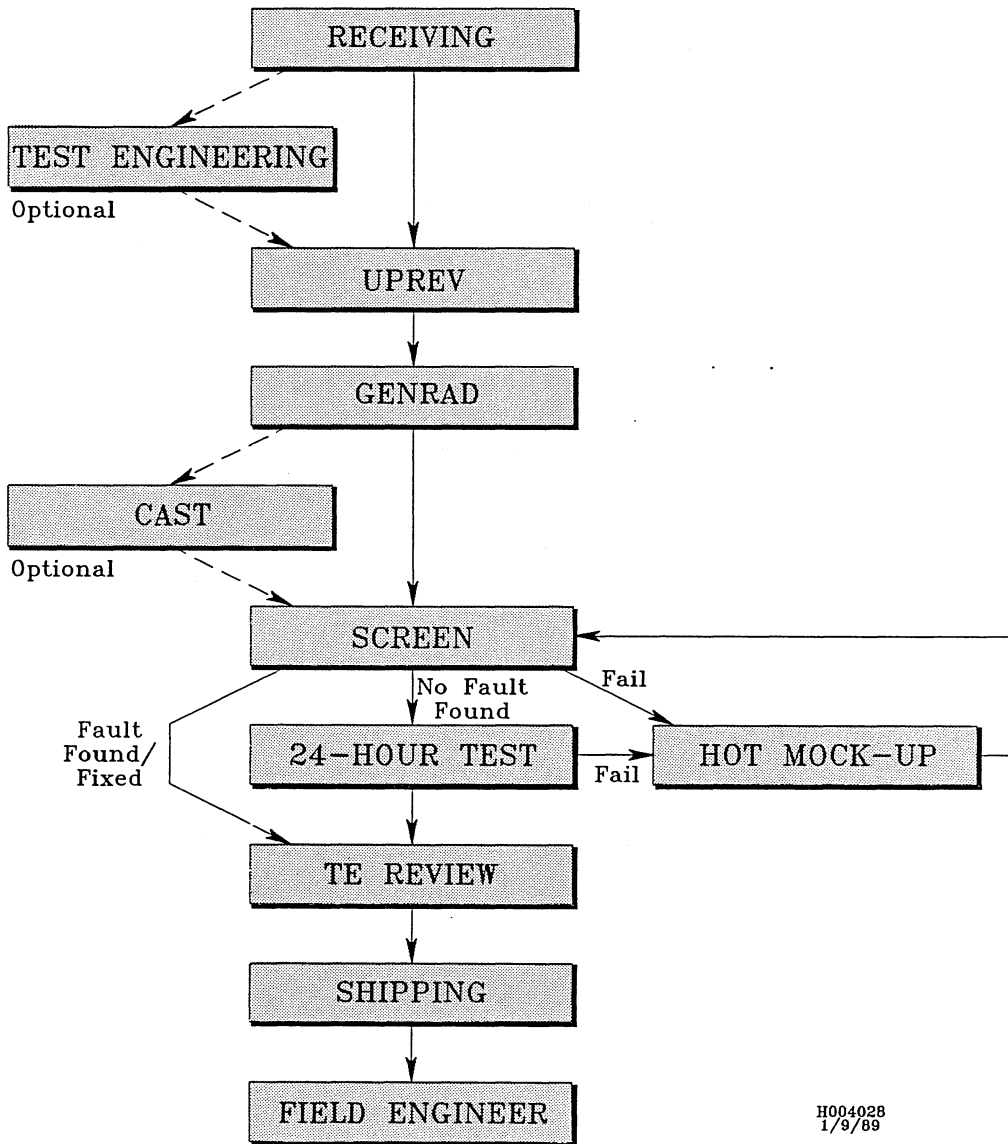 RECEIVING
TEST ENGINEERING
Optional
UPREV
GENRAD
CAST
Optional
SCREEN
No Fault
Found
Fail
Fault
Found/
Fixed
24-HOUR TEST
Fail
HOT MOCK-UP
TE REVIEW
SHIPPING
FIELD ENGINEER
H004028
1/9/89